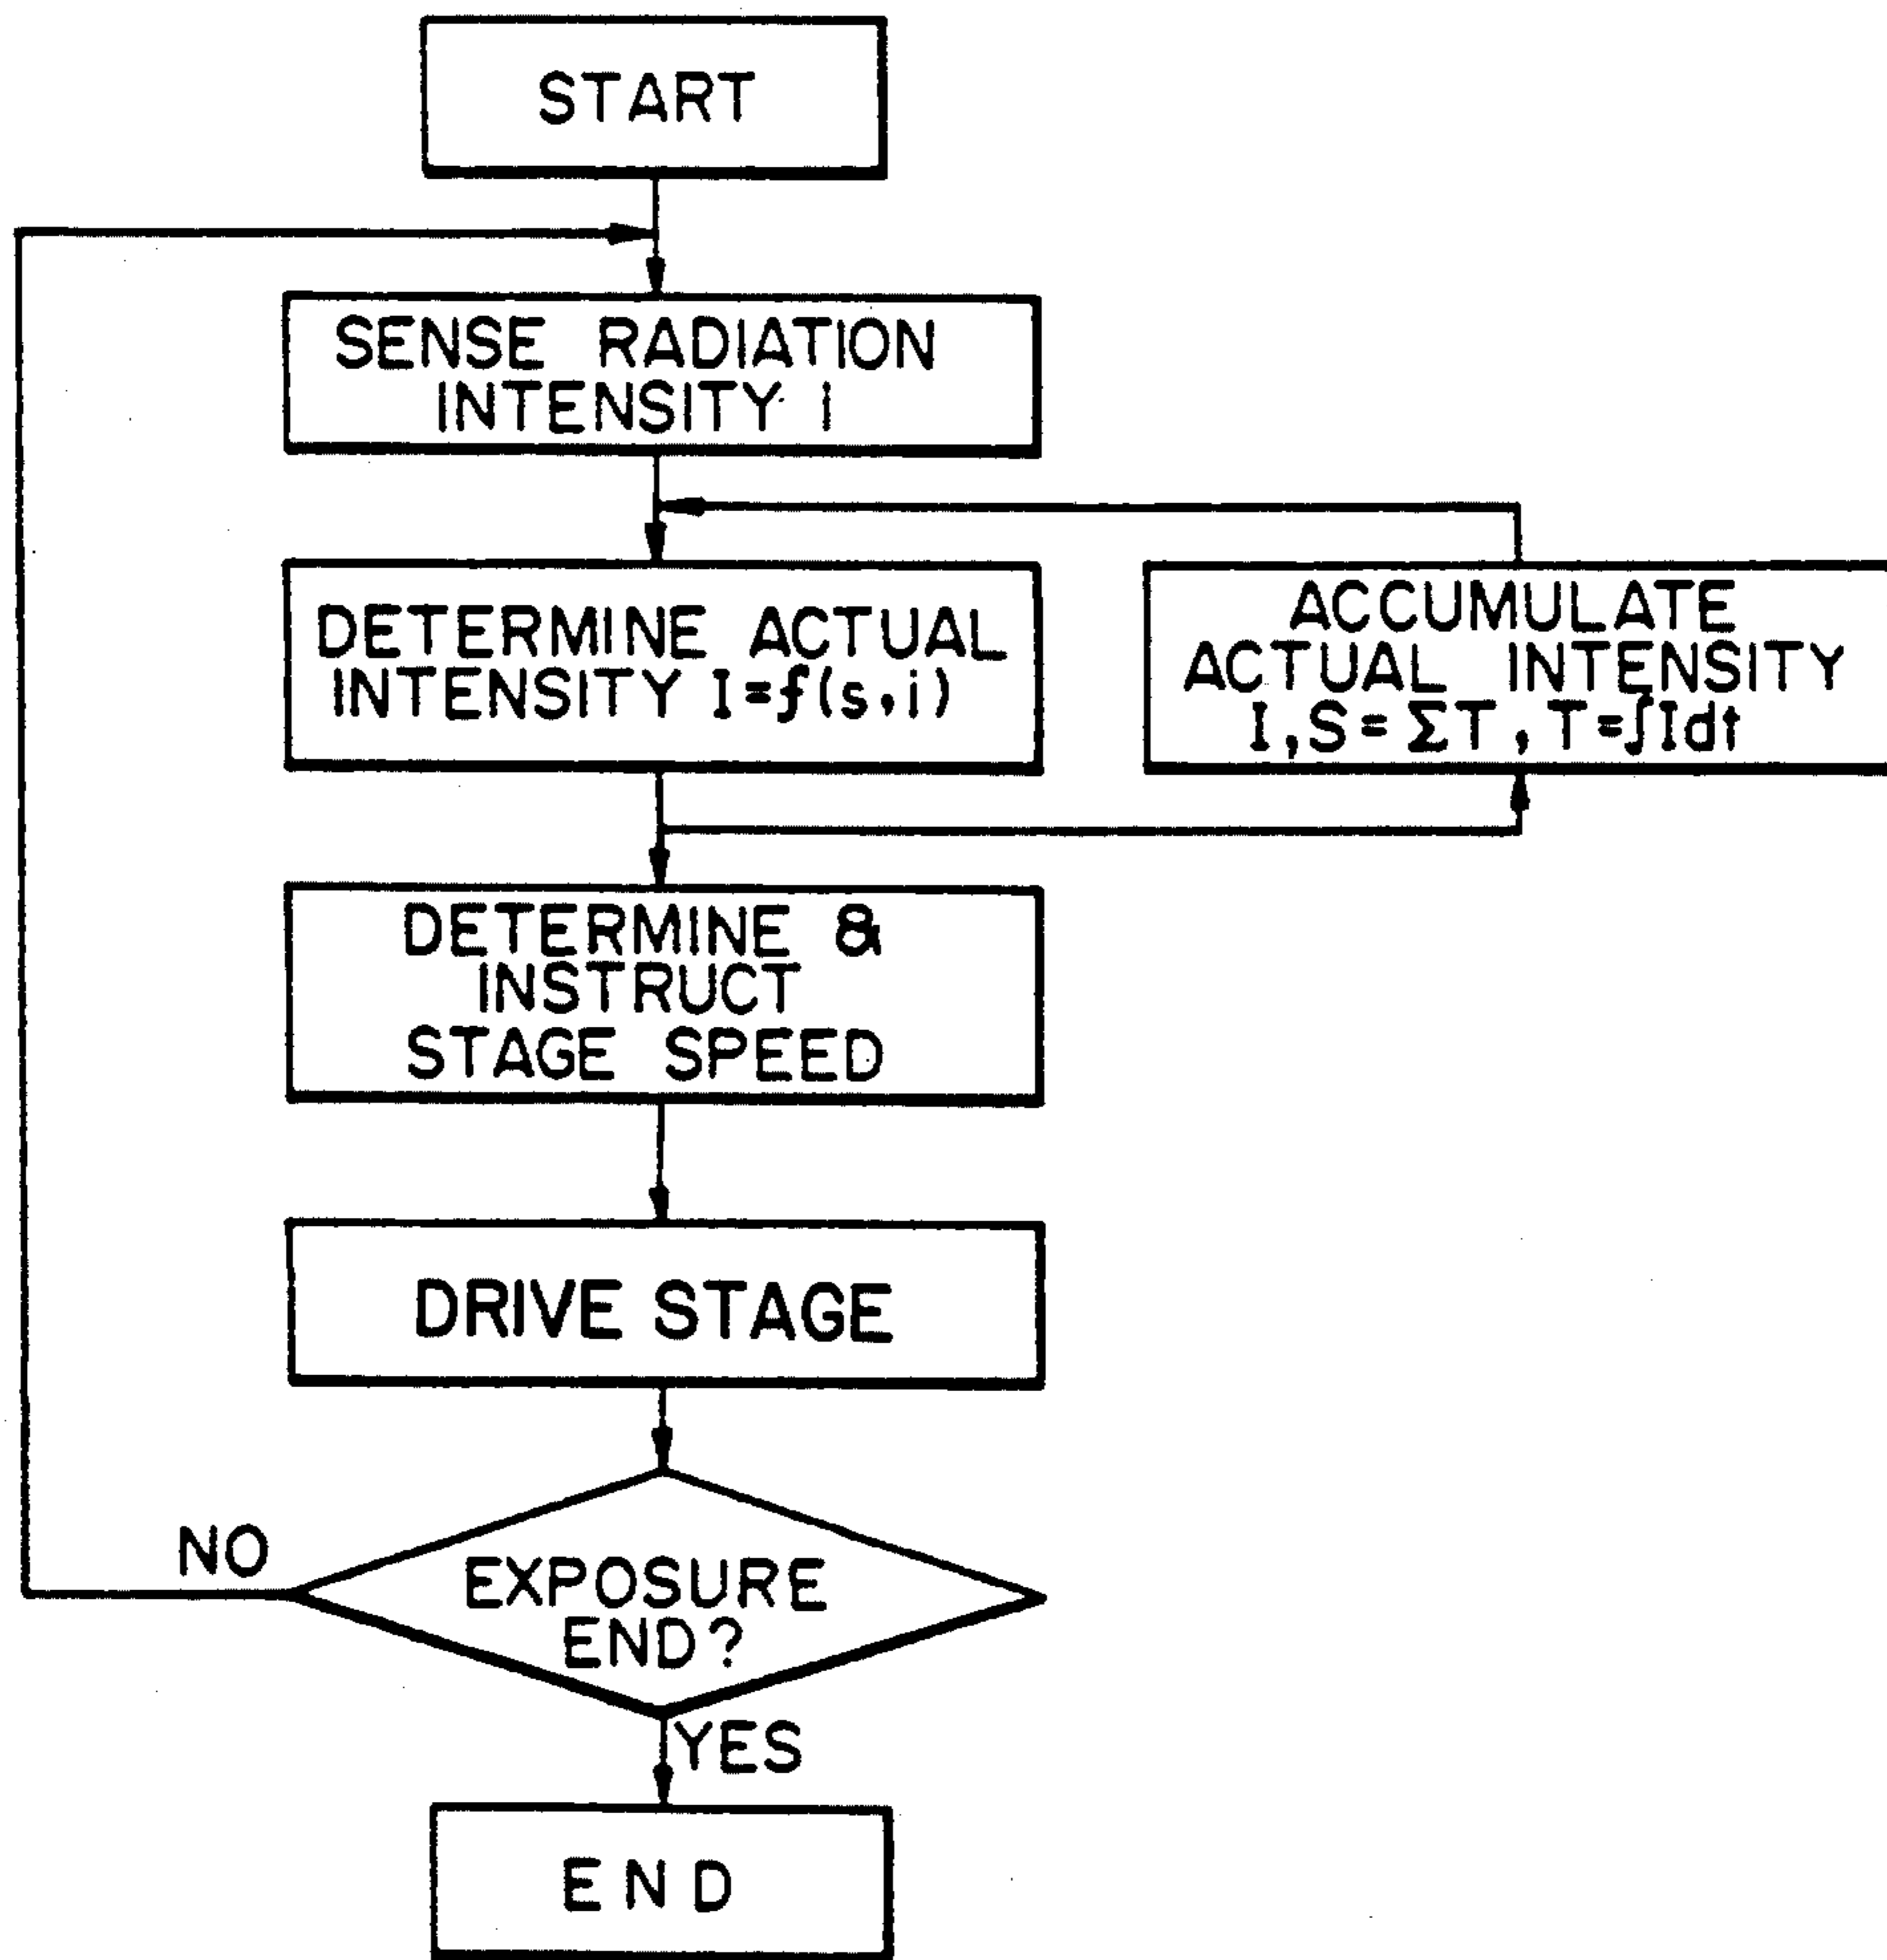 START
SENSE RADIATION
INTENSITY i
DETERMINE ACTUAL
INTENSITY I=f(s,i)
ACCUMULATE
ACTUAL INTENSITY
I,S=ΣT,T=∫Idt
DETERMINE &
INSTRUCT
STAGE SPEED
DRIVE STAGE
NO
EXPOSURE
END?
YES
END